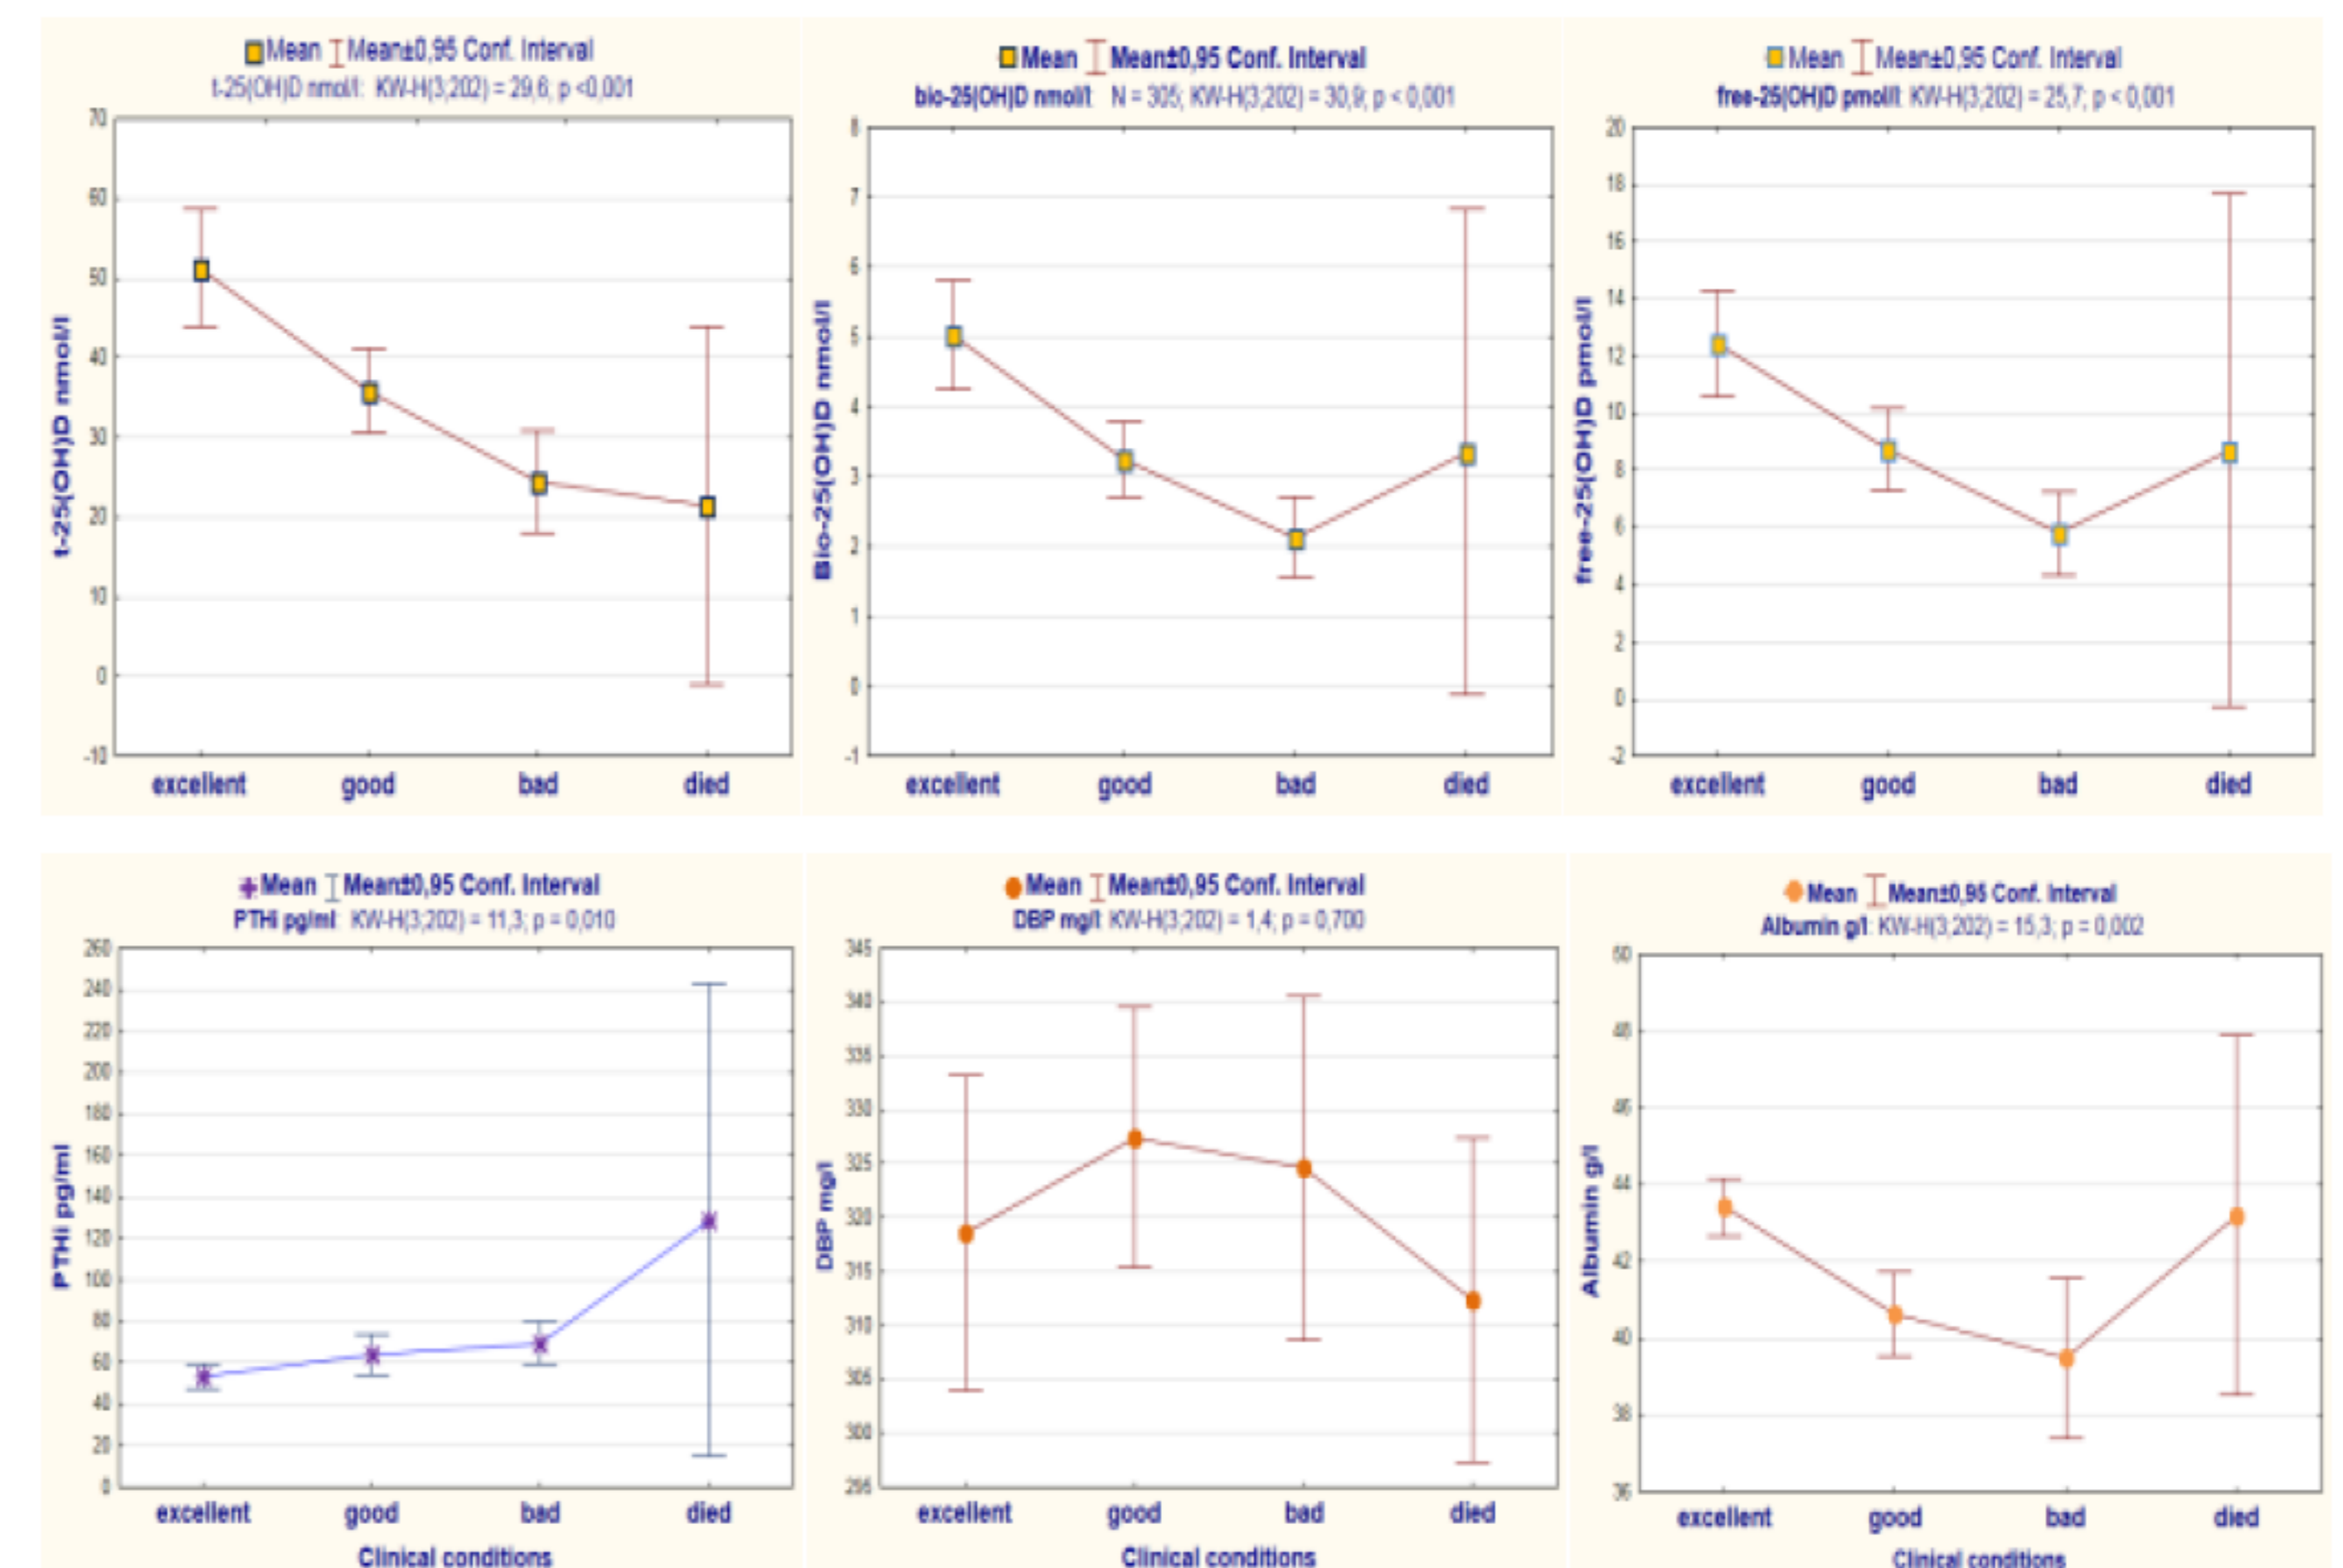 Mean Mean±0,95 Conf. Interval
t-25(OH)D nmol/l: KW-H(3;202) = 29,6; p <0,001
70
60
50
40
30
20
10
0
-10
t-25(OH)D nmol/l
excellent good bad died
Mean Mean±0,95 Conf. Interval
bio-25(OH)D nmol/l N = 305; KW-H(3;202) = 30,9; p < 0,001
8
7
6
5
4
3
2
1
0
-1
Bio-25(OH)D nmol/l
excellent good bad died
Mean Mean±0,95 Conf. Interval
free-25(OH)D pmol/l: KW-H(3;202) = 25,7; p < 0,001
20
18
16
14
12
10
8
6
4
2
0
-2
free-25(OH)D pmol/l
excellent good bad died
Mean Mean±0,95 Conf. Interval
PTHi pg/ml: KW-H(3;202) = 11,3; p = 0,010
260
240
220
200
180
160
140
120
100
80
60
40
20
0
PTHi pg/ml
excellent good bad died
Clinical conditions
Mean Mean±0,95 Conf. Interval
DBP mg/l: KW-H(3;202) = 1,4; p = 0,700
345
340
335
330
325
320
315
310
305
300
295
DBP mg/l
excellent good bad died
Clinical conditions
Mean Mean±0,95 Conf. Interval
Albumin g/l: KW-H(3;202) = 15,3; p = 0,002
50
48
46
44
42
40
38
36
Albumin g/l
excellent good bad died
Clinical conditions